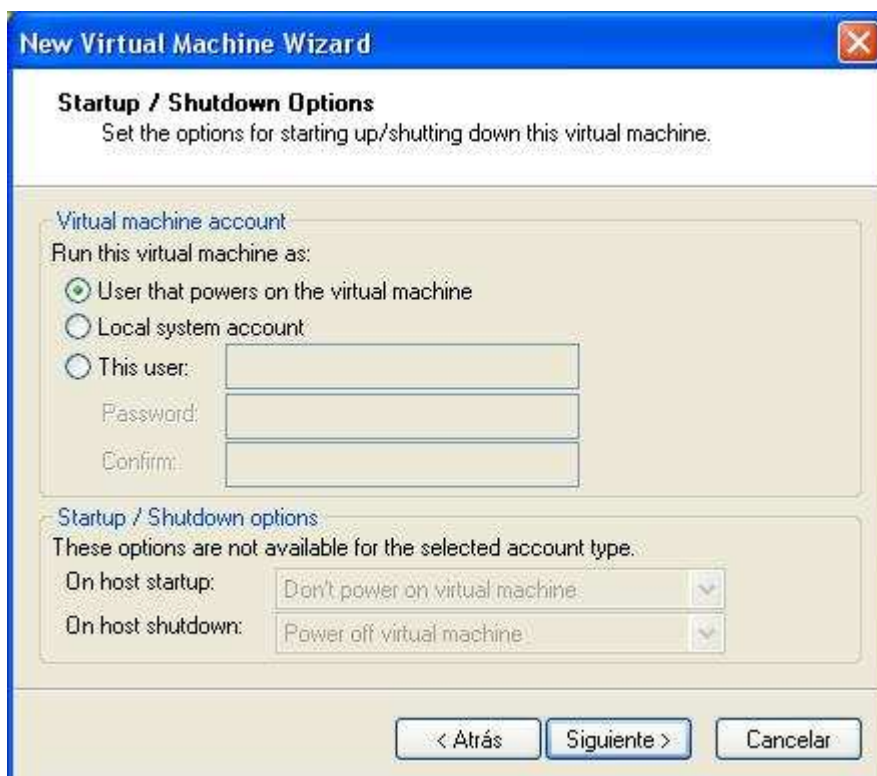 New Virtual Machine Wizard
Startup / Shutdown Options
Set the options for starting up/shutting down this virtual machine.
Virtual machine account
Run this virtual machine as:
User that powers on the virtual machine
Local system account
This user:
Password:
Confirm:
Startup / Shutdown options
These options are not available for the selected account type.
On host startup: Don't power on virtual machine
On host shutdown: Power off virtual machine
< Atrás Siguiente > Cancelar